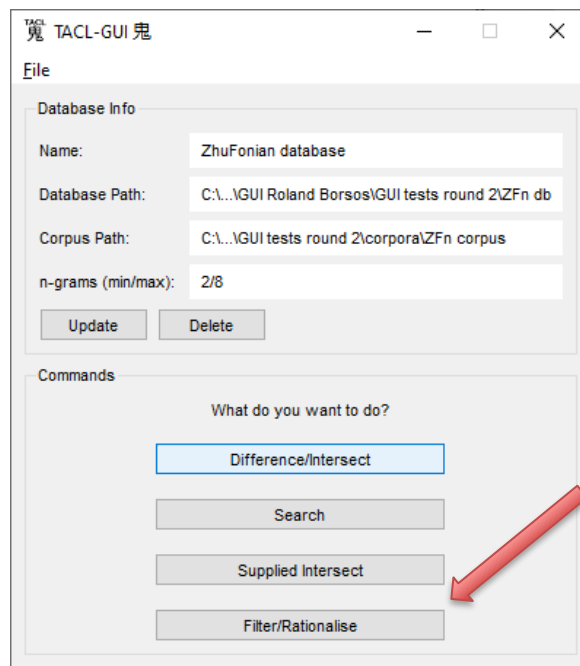 TACL
鬼 TACL-GUI 鬼
File
Database Info
Name: ZhuFonian database
Database Path: C:\...\GUI Roland Borsos\GUI tests round 2\ZFn db
Corpus Path: C:\...\GUI tests round 2\corpora\ZFn corpus
n-grams (min/max): 2/8
Update Delete
Commands
What do you want to do?
Difference/Intersect
Search
Supplied Intersect
Filter/Rationalise